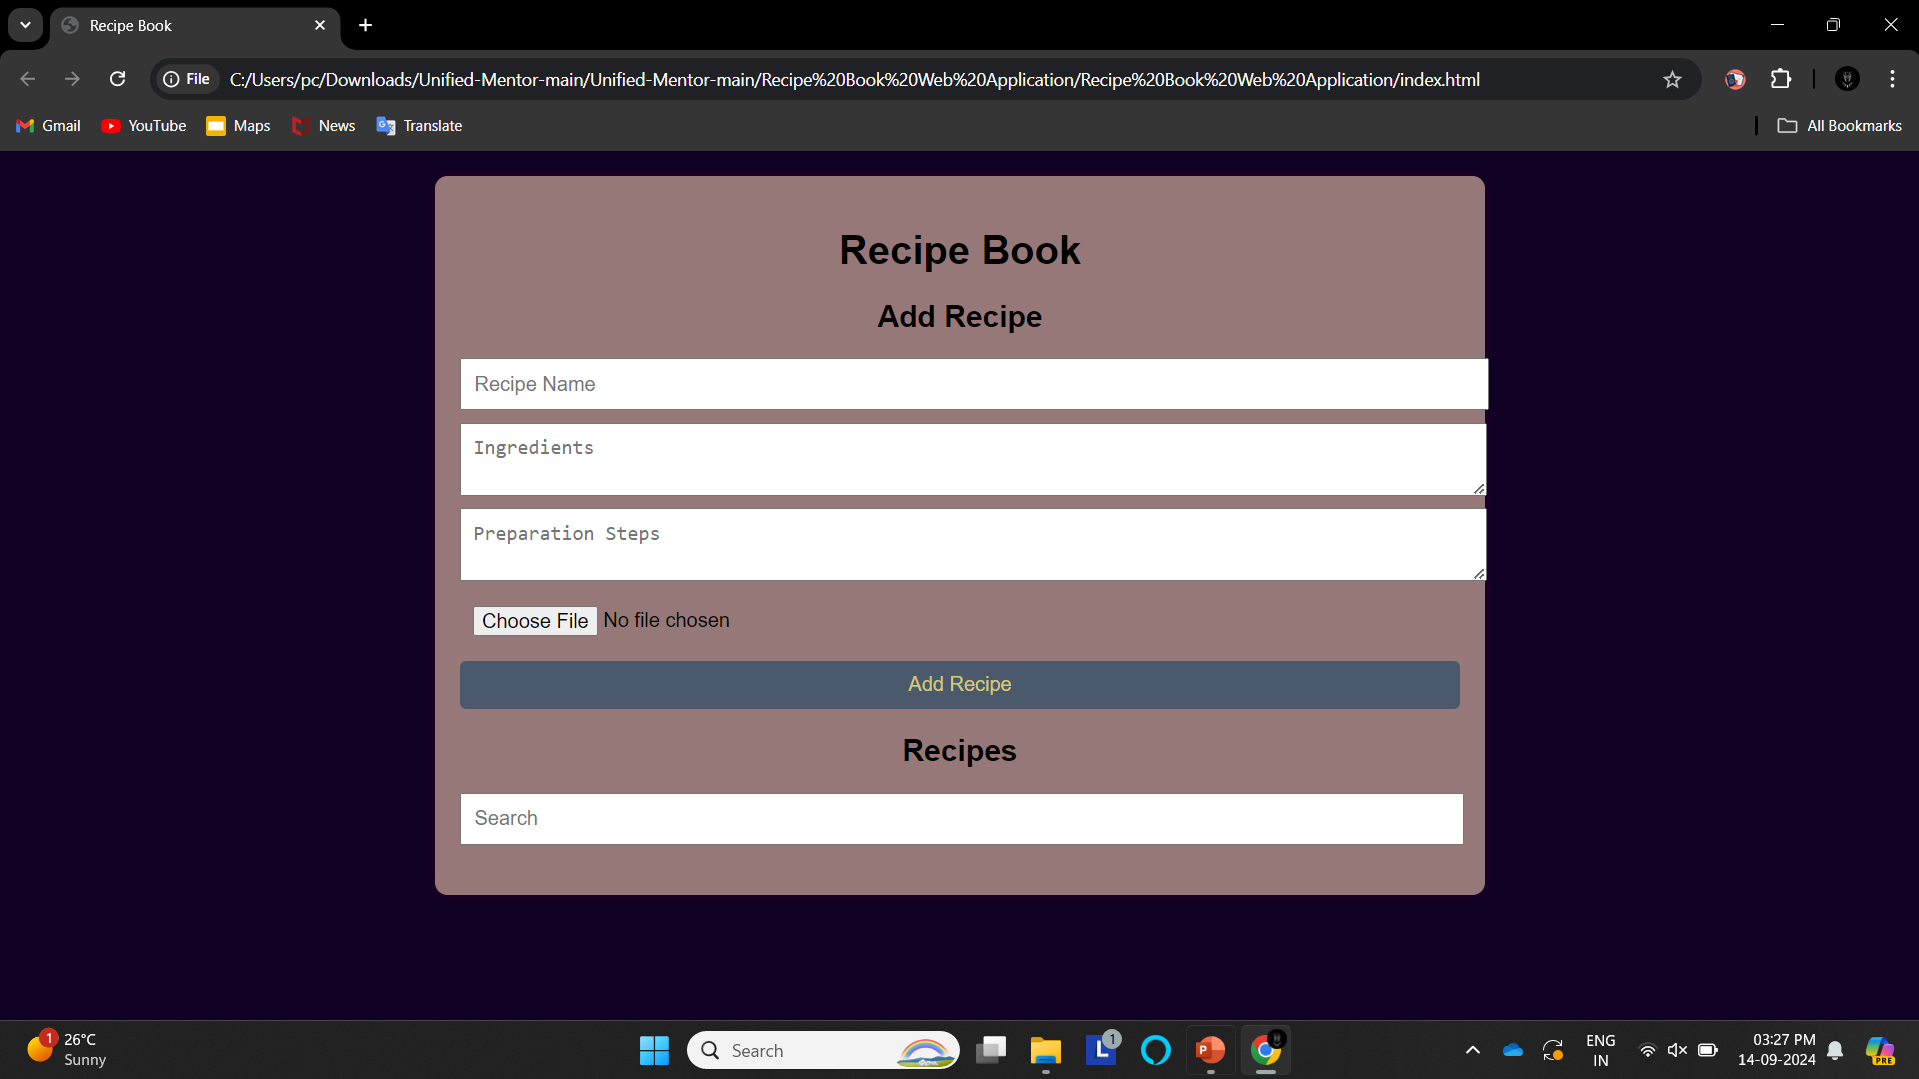 Recipe Book
File C:/Users/pc/Downloads/Unified-Mentor-main/Unified-Mentor-main/Recipe%20Book%20Web%20Application/Recipe%20Book%20Web%20Application/index.html
Gmail YouTube Maps News Translate All Bookmarks
Recipe Book
Add Recipe
Recipe Name
Ingredients
Preparation Steps
Choose File No file chosen
Add Recipe
Recipes
Search
1 26°C
Sunny
Search
L 1
P
ENG
IN
03:27 PM
14-09-2024
PRE